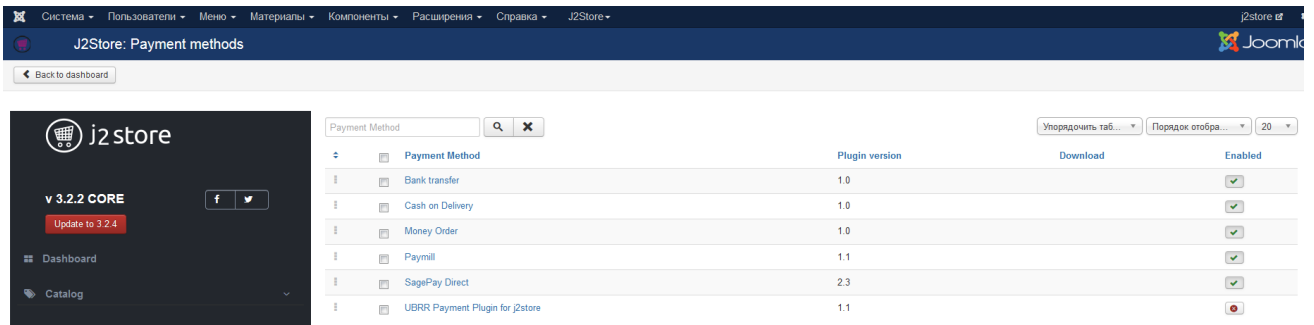 Система Пользователи Меню Материалы Компоненты Расширения Справка J2Store j2store
J2Store: Payment methods
Back to dashboard
j2store
Payment Method Упорядочить таб... Порядок отобра... 20
Payment Method Plugin version Download Enabled
Bank transfer 1.0
v 3.2.2 CORE
Cash on Delivery 1.0
Update to 3.2.4
Money Order 1.0
Dashboard
Paymill 1.1
Catalog
SagePay Direct 2.3
UBRR Payment Plugin for j2store 1.1